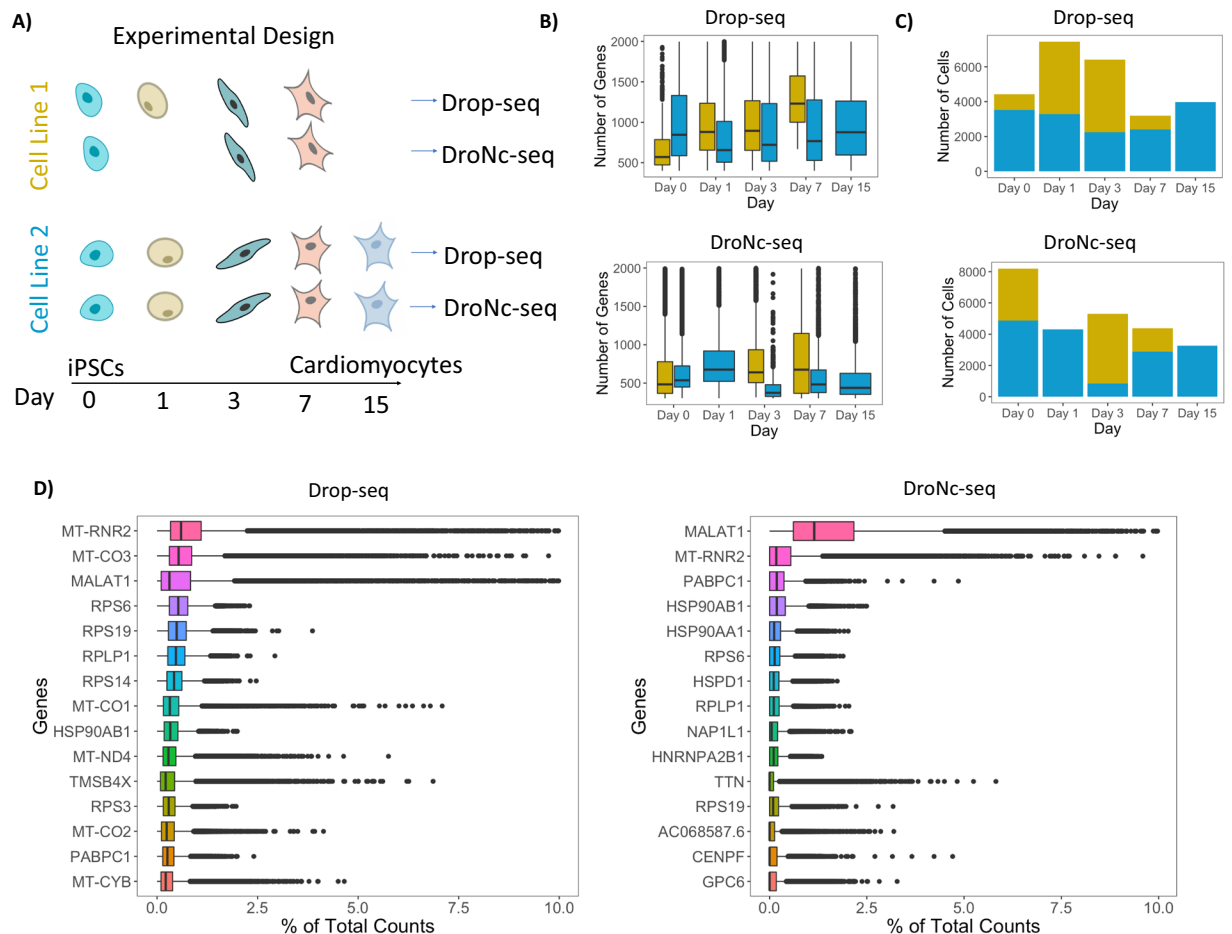 A)
Experimental Design
Cell Line 1
Drop-seq
DroNc-seq
Cell Line 2
Drop-seq
DroNc-seq
iPSCs
Cardiomyocytes
Day 0 1 3 7 15
B)
Drop-seq
Number of Genes
2000
1500
1000
500
Day 0 Day 1 Day 3 Day 7 Day 15
Day
DroNc-seq
Number of Genes
2000
1500
1000
500
Day 0 Day 1 Day 3 Day 7 Day 15
Day
C)
Drop-seq
Number of Cells
6000
4000
2000
0
Day 0 Day 1 Day 3 Day 7 Day 15
Day
DroNc-seq
Number of Cells
8000
6000
4000
2000
0
Day 0 Day 1 Day 3 Day 7 Day 15
Day
D)
Drop-seq
Genes
MT-RNR2
MT-CO3
MALAT1
RPS6
RPS19
RPLP1
RPS14
MT-CO1
HSP90AB1
MT-ND4
TMSB4X
RPS3
MT-CO2
PABPC1
MT-CYB
0.0 2.5 5.0 7.5 10.0
% of Total Counts
DroNc-seq
Genes
MALAT1
MT-RNR2
PABPC1
HSP90AB1
HSP90AA1
RPS6
HSPD1
RPLP1
NAP1L1
HNRNPA2B1
TTN
RPS19
AC068587.6
CENPF
GPC6
0.0 2.5 5.0 7.5 10.0
% of Total Counts